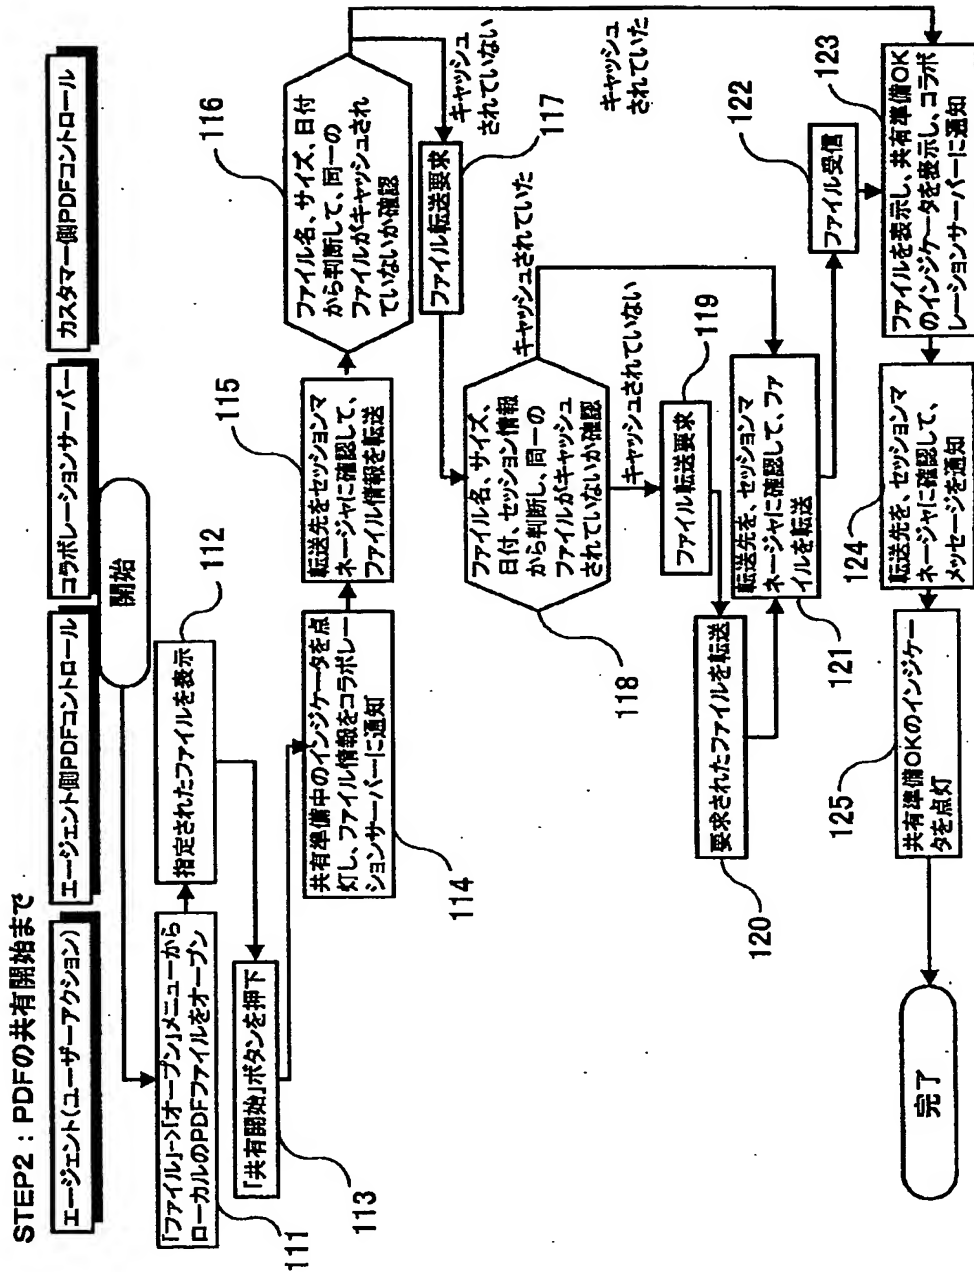 STEP2 : PDFの共有開始まで
エージェント(ユーザーアクション)
エージェント側PDFコントロール
コラボレーションサーバー
カスタマー側PDFコントロール
開始
「ファイル」->「オープン」メニューから
ローカルのPDFファイルをオープン
111
指定されたファイルを表示
112
「共有開始」ボタンを押下
113
共有準備中のインジケータを点
灯し、ファイル情報をコラボレー
ションサーバーに通知
114
転送先をセッションマ
ネージャに確認して、
ファイル情報を転送
115
ファイル名、サイズ、日付
から判断して、同一の
ファイルがキャッシュされ
ていないか確認
116
キャッシュ
されていない
キャッシュ
されていた
ファイル転送要求
117
ファイル名、サイズ、
日付、セッション情報
から判断し、同一の
ファイルがキャッシュ
されていないか確認
118
キャッシュされていた
キャッシュされていない
ファイル転送要求
119
要求されたファイルを転送
120
転送先を、セッションマ
ネージャに確認して、ファ
イルを転送
121
ファイル受信
122
ファイルを表示し、共有準備OK
のインジケータを表示し、コラボ
レーションサーバーに通知
123
転送先を、セッションマ
ネージャに確認して、
メッセージを通知
124
共有準備OKのインジケー
タを点灯
125
完了